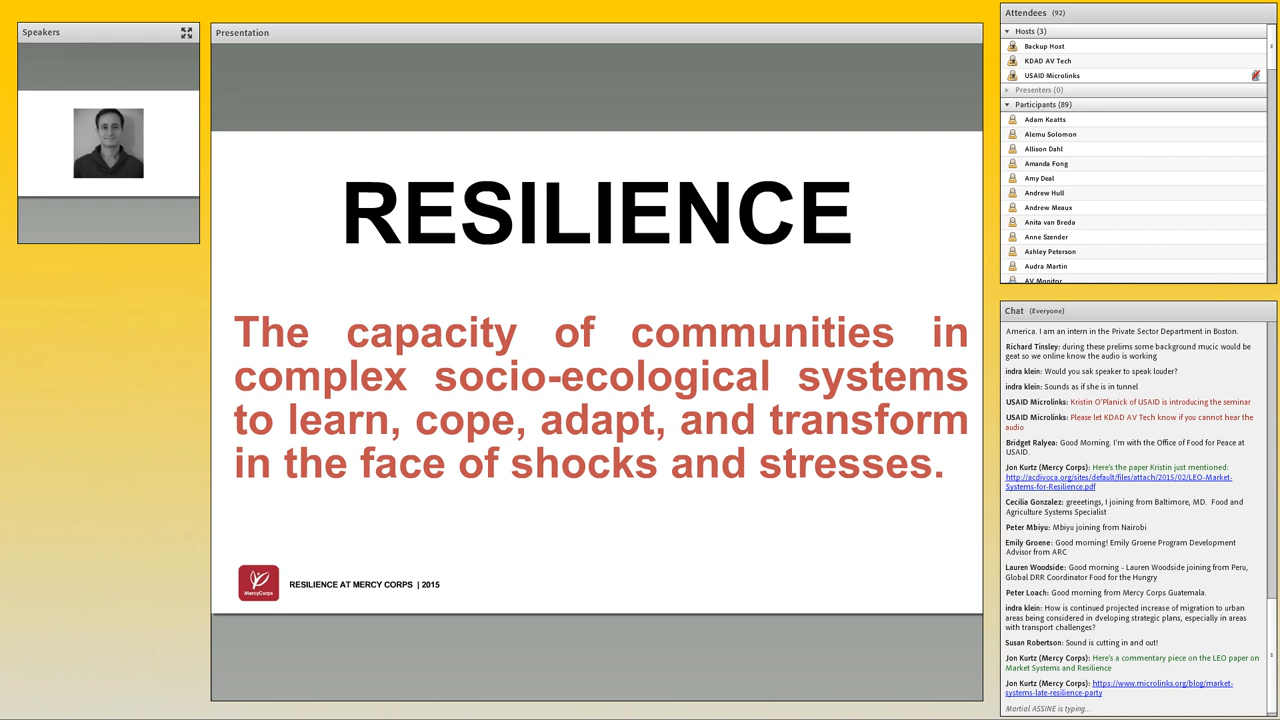 Speakers
Presentation
RESILIENCE
The capacity of communities in
complex socio-ecological systems
to learn, cope, adapt, and transform
in the face of shocks and stresses.
MercyCorps
RESILIENCE AT MERCY CORPS | 2015
Attendees (92)
Hosts (3)
Backup Host
KDAD AV Tech
USAID Microlinks
Presenters (0)
Participants (89)
Adam Keatts
Alemu Solomon
Allison Dahl
Amanda Fong
Amy Deal
Andrew Hull
Andrew Meaux
Anita van Breda
Anne Szender
Ashley Peterson
Audra Martin
AV Monitor
Chat (Everyone)
America. I am an intern in the Private Sector Department in Boston.
Richard Tinsley: during these prelims some background mucic would be
geat so we online know the audio is working
indra klein: Would you sak speaker to speak louder?
indra klein: Sounds as if she is in tunnel
USAID Microlinks: Kristin O'Planick of USAID is introducing the seminar
USAID Microlinks: Please let KDAD AV Tech know if you cannot hear the
audio
Bridget Ralyea: Good Morning. I'm with the Office of Food for Peace at
USAID.
Jon Kurtz (Mercy Corps): Here's the paper Kristin just mentioned:
http://acdivoca.org/sites/default/files/attach/2015/02/LEO-Market-
Systems-for-Resilience.pdf
Cecilia Gonzalez: greeetings, I joining from Baltimore, MD. Food and
Agriculture Systems Specialist
Peter Mbiyu: Mbiyu joining from Nairobi
Emily Groene: Good morning! Emily Groene Program Development
Advisor from ARC
Lauren Woodside: Good morning - Lauren Woodside joining from Peru,
Global DRR Coordinator Food for the Hungry
Peter Loach: Good morning from Mercy Corps Guatemala.
indra klein: How is continued projected increase of migration to urban
areas being considered in dveloping strategic plans, especially in areas
with transport challenges?
Susan Robertson: Sound is cutting in and out!
Jon Kurtz (Mercy Corps): Here's a commentary piece on the LEO paper on
Market Systems and Resilience
Jon Kurtz (Mercy Corps): https://www.microlinks.org/blog/market-
systems-late-resilience-party
Martial ASSINE is typing...